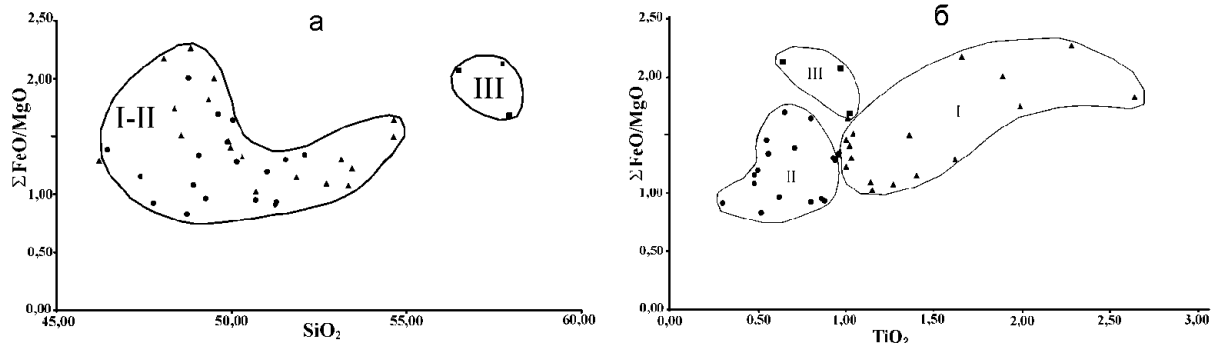 а
2,50
2,00
1,50
1,00
0,50
0,00
ΣFeO/MgO
I-II
III
45,00 50,00 55,00 60,00
SiO₂
б
2,50
2,00
1,50
1,00
0,50
0,00
ΣFeO/MgO
III
I
II
0,00 0,50 1,00 1,50 2,00 2,50 3,00
TiO₂